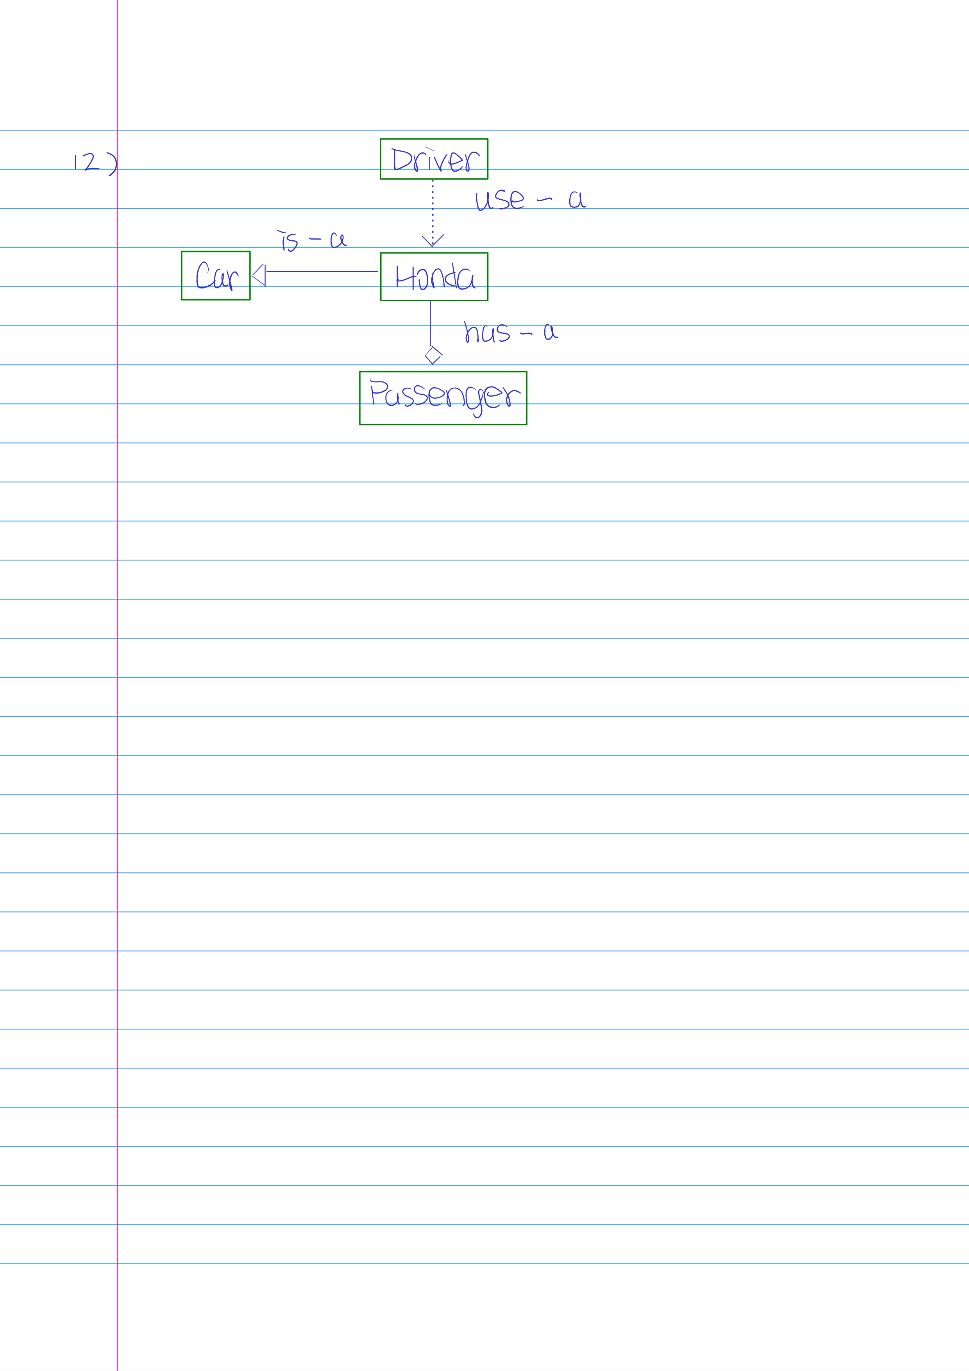 12)
Driver
use - a
is - a
Car
Honda
has - a
Passenger